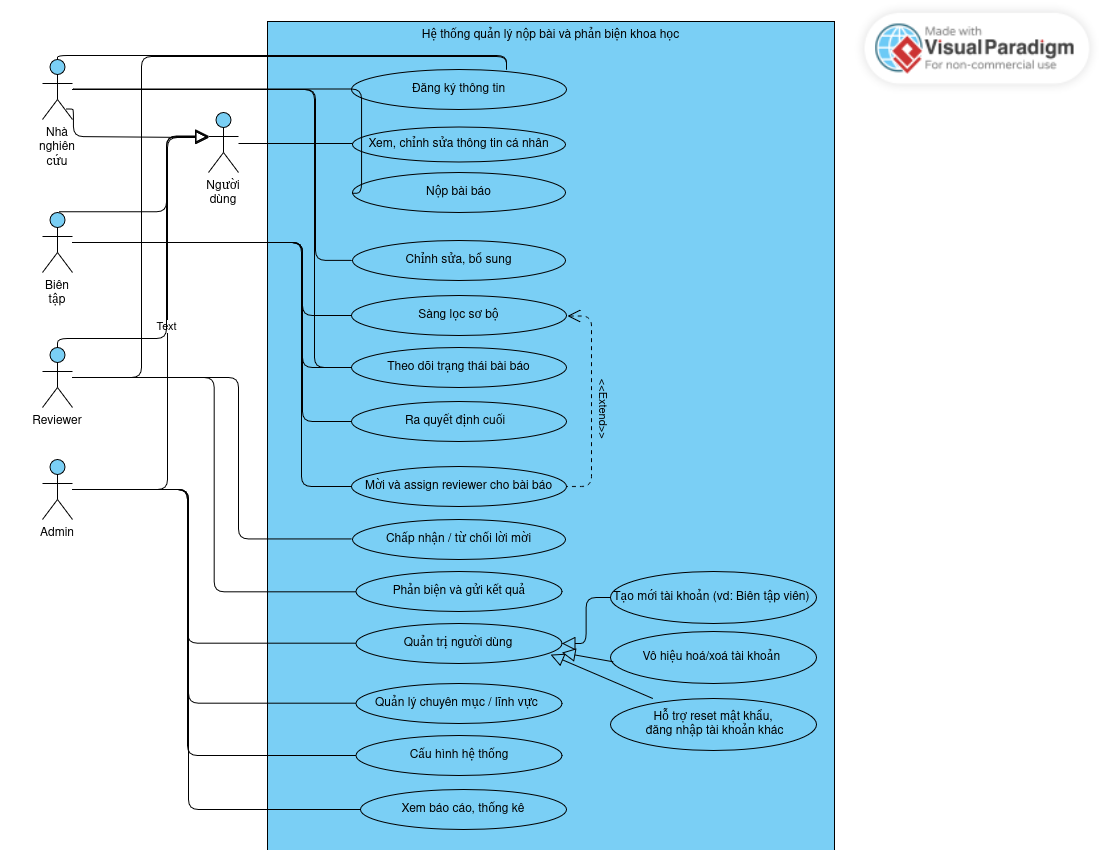 Hệ thống quản lý nộp bài và phản biện khoa học
Made with
VisualParadigm
For non-commercial use
Nhà
nghiên
cứu
Người
dùng
Biên
tập
Text
Reviewer
Admin
Đăng ký thông tin
Xem, chỉnh sửa thông tin cá nhân
Nộp bài báo
Chỉnh sửa, bổ sung
Sàng lọc sơ bộ
Theo dõi trạng thái bài báo
<<Extend>>
Ra quyết định cuối
Mời và assign reviewer cho bài báo
Chấp nhận / từ chối lời mời
Phản biện và gửi kết quả
Quản trị người dùng
Tạo mới tài khoản (vd: Biên tập viên)
Vô hiệu hoá/xoá tài khoản
Hỗ trợ reset mật khẩu,
đăng nhập tài khoản khác
Quản lý chuyên mục / lĩnh vực
Cấu hình hệ thống
Xem báo cáo, thống kê